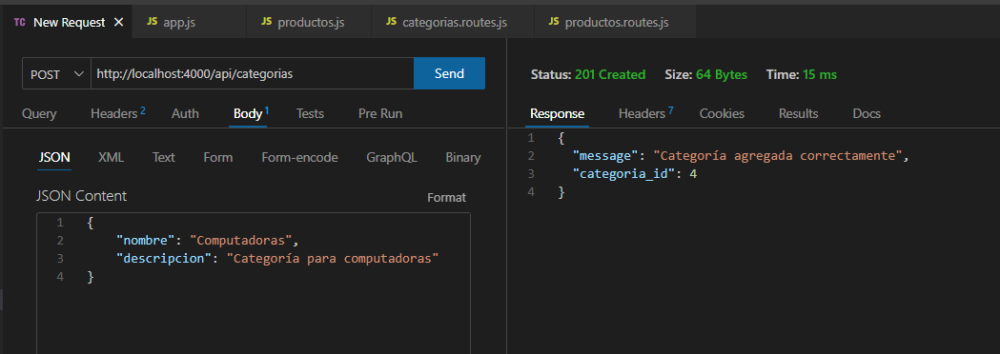 TC New Request × JS app.js JS productos.js JS categorias.routes.js JS productos.routes.js
POST http://localhost:4000/api/categorias Send
Query Headers 2 Auth Body 1 Tests Pre Run
JSON XML Text Form Form-encode GraphQL Binary
JSON Content Format
1 {
2 "nombre": "Computadoras",
3 "descripcion": "Categoría para computadoras"
4 }
Status: 201 Created Size: 64 Bytes Time: 15 ms
Response Headers 7 Cookies Results Docs
1 {
2 "message": "Categoría agregada correctamente",
3 "categoria_id": 4
4 }